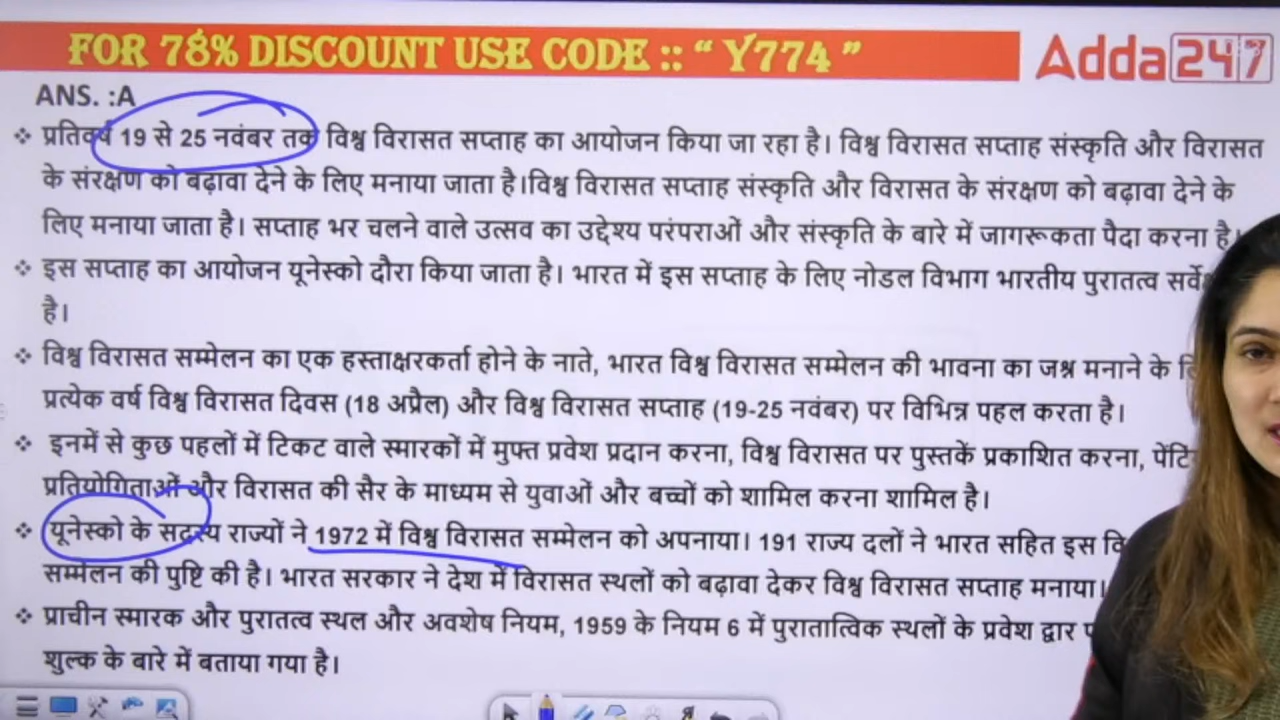 FOR 78% DISCOUNT USE CODE :: “ Y774 ”
Adda247
ANS. :A
❖ प्रतिवर्ष 19 से 25 नवंबर तक विश्व विरासत सप्ताह का आयोजन किया जा रहा है। विश्व विरासत सप्ताह संस्कृति और विरासत
के संरक्षण को बढ़ावा देने के लिए मनाया जाता है।विश्व विरासत सप्ताह संस्कृति और विरासत के संरक्षण को बढ़ावा देने के
लिए मनाया जाता है। सप्ताह भर चलने वाले उत्सव का उद्देश्य परंपराओं और संस्कृति के बारे में जागरूकता पैदा करना है।
❖ इस सप्ताह का आयोजन यूनेस्को दौरा किया जाता है। भारत में इस सप्ताह के लिए नोडल विभाग भारतीय पुरातत्व
है।
❖ विश्व विरासत सम्मेलन का एक हस्ताक्षरकर्ता होने के नाते, भारत विश्व विरासत सम्मेलन की भावना का जश्न मनाने के
प्रत्येक वर्ष विश्व विरासत दिवस (18 अप्रैल) और विश्व विरासत सप्ताह (19-25 नवंबर) पर विभिन्न पहल करता है।
❖ इनमें से कुछ पहलों में टिकट वाले स्मारकों में मुफ्त प्रवेश प्रदान करना, विश्व विरासत पर पुस्तकें प्रकाशित करना,
प्रतियोगिताओं और विरासत की सैर के माध्यम से युवाओं और बच्चों को शामिल करना शामिल है।
❖ यूनेस्को के सदस्य राज्यों ने 1972 में विश्व विरासत सम्मेलन को अपनाया। 191 राज्य दलों ने भारत सहित इस
सम्मेलन की पुष्टि की है। भारत सरकार ने देश में विरासत स्थलों को बढ़ावा देकर विश्व विरासत सप्ताह मनाया।
❖ प्राचीन स्मारक और पुरातत्व स्थल और अवशेष नियम, 1959 के नियम 6 में पुरातात्विक स्थलों के प्रवेश द्वार
शुल्क के बारे में बताया गया है।